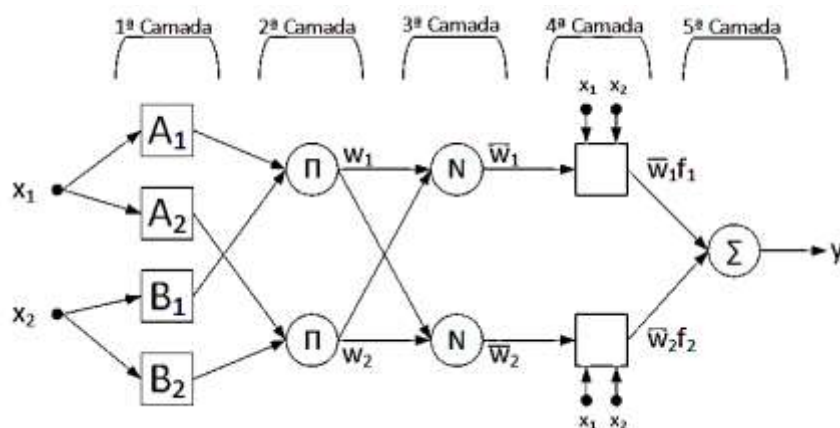 1ª Camada 2ª Camada 3ª Camada 4ª Camada 5ª Camada
x₁ x₂
A₁
Π w₁ N w̅₁ w̅₁f₁
x₁
A₂
Σ y
B₁
x₂
Π w₂ N w̅₂ w̅₂f₂
B₂
x₁ x₂